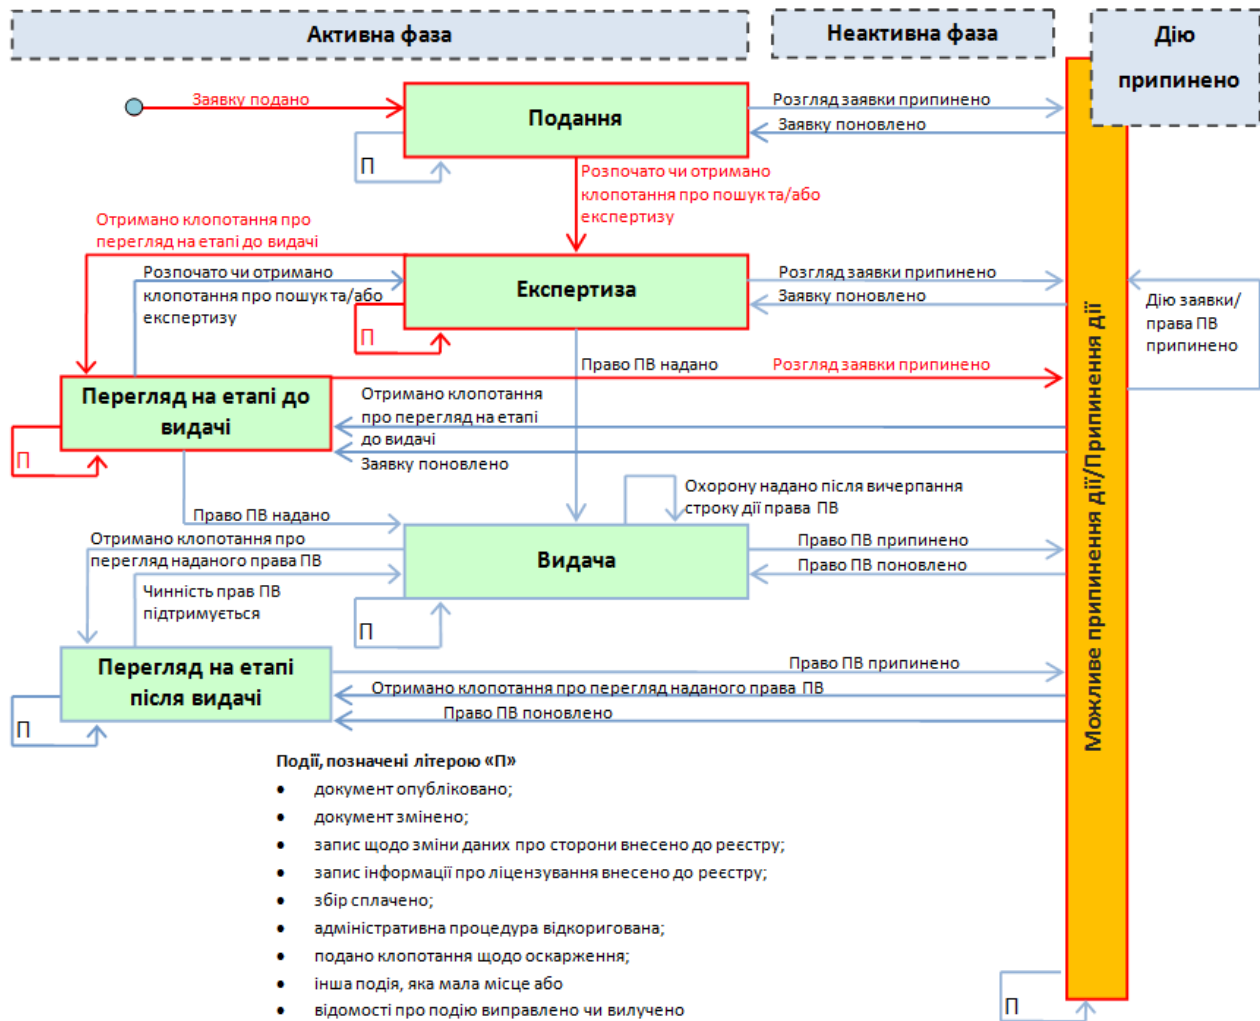 Активна фаза
Неактивна фаза
Дію
припинено
Заявку подано
Подання
Розгляд заявки припинено
Заявку поновлено
П
Розпочато чи отримано
клопотання про пошук та/або
експертизу
Отримано клопотання про
перегляд на етапі до видачі
Розпочато чи отримано
клопотання про пошук та/або
експертизу
Експертиза
Розгляд заявки припинено
Заявку поновлено
П
Дію заявки/
права ПВ
припинено
Право ПВ надано
Розгляд заявки припинено
Перегляд на етапі до
видачі
Отримано клопотання
про перегляд на етапі
до видачі
Заявку поновлено
П
Охорону надано після вичерпання
строку дії права ПВ
Право ПВ надано
Отримано клопотання про
перегляд наданого права ПВ
Видача
Право ПВ припинено
Право ПВ поновлено
Чинність прав ПВ
підтримується
П
Перегляд на етапі
після видачі
Право ПВ припинено
Отримано клопотання про перегляд наданого права ПВ
Право ПВ поновлено
П
Можливе припинення дії/Припинення дії
Події, позначені літерою «П»
• документ опубліковано;
• документ змінено;
• запис щодо зміни даних про сторони внесено до реєстру;
• запис інформації про ліцензування внесено до реєстру;
• збір сплачено;
• адміністративна процедура відкоригована;
• подано клопотання щодо оскарження;
• інша подія, яка мала місце або
• відомості про подію виправлено чи вилучено
П